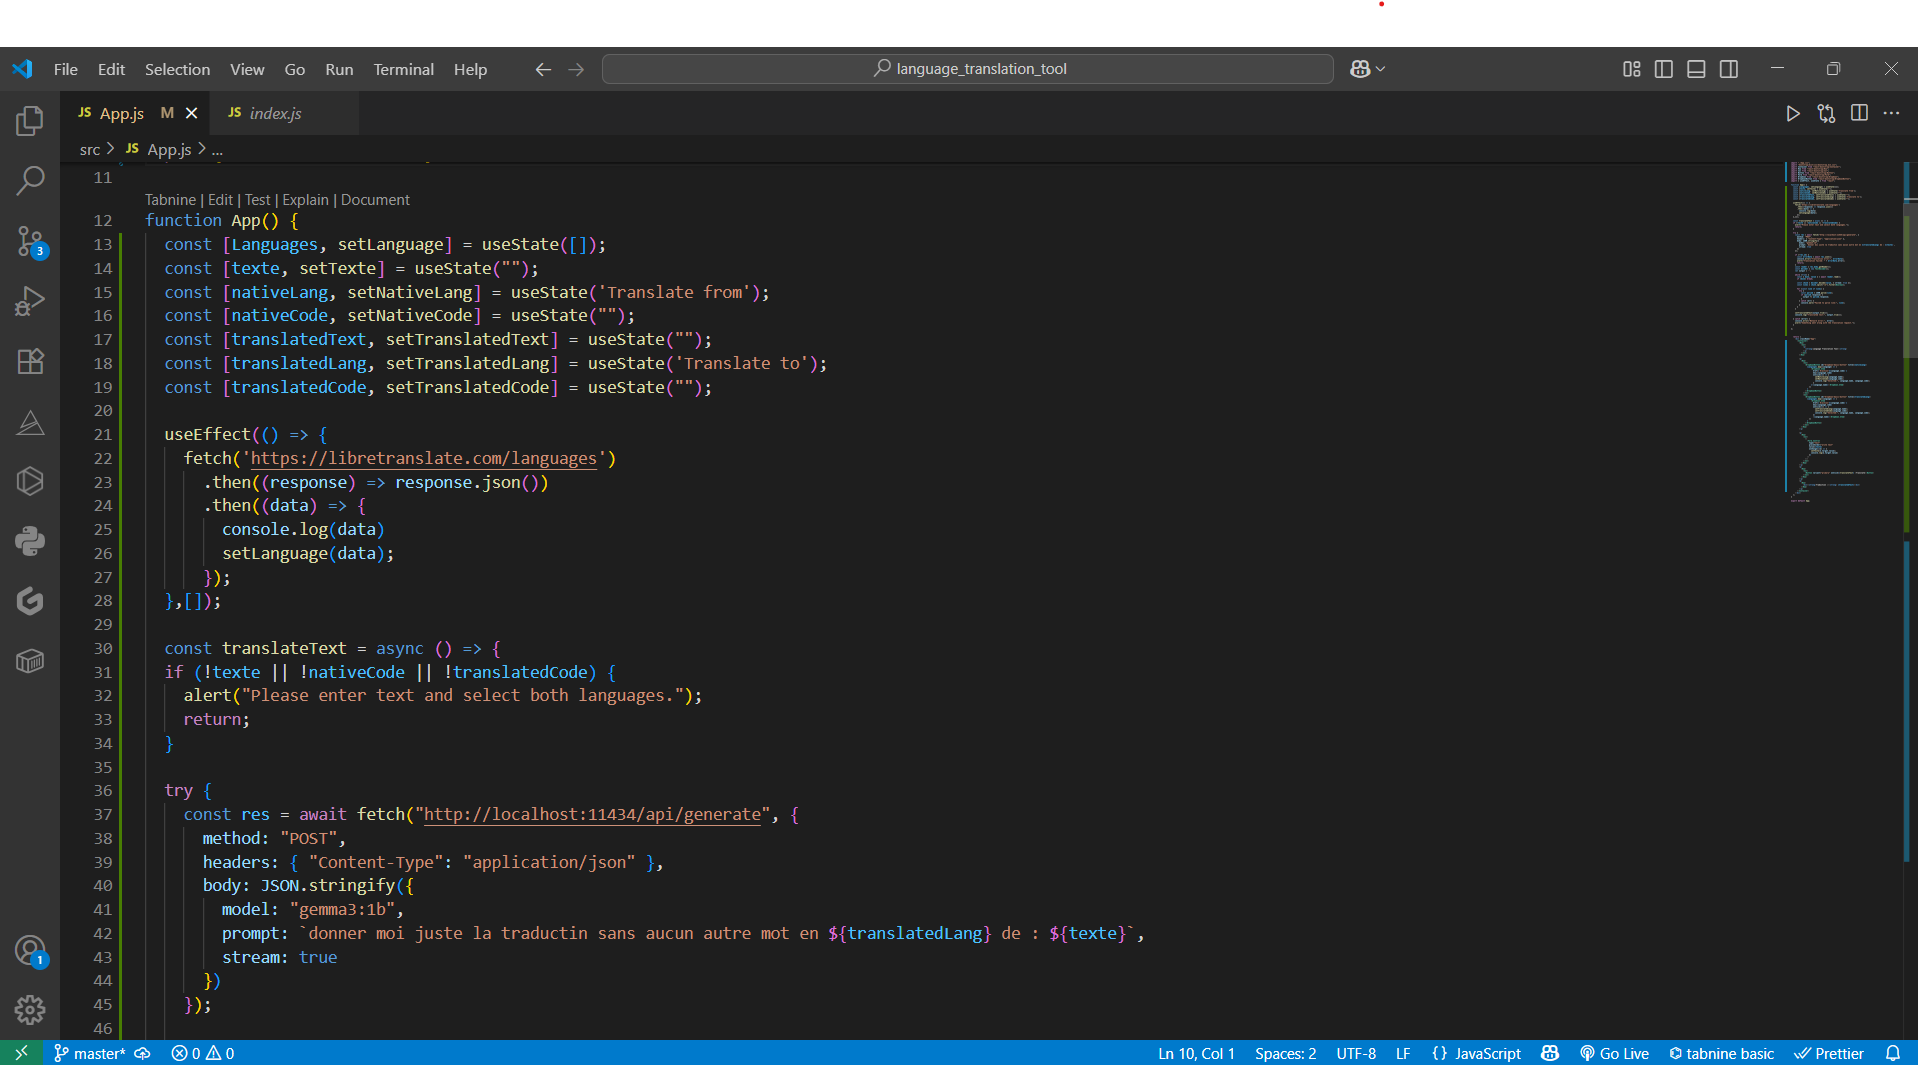 File Edit Selection View Go Run Terminal Help language_translation_tool
JS App.js M JS index.js
src > JS App.js > ...
11
Tabnine | Edit | Test | Explain | Document
12 function App() {
13 const [Languages, setLanguage] = useState([]);
14 const [texte, setTexte] = useState("");
15 const [nativeLang, setNativeLang] = useState('Translate from');
16 const [nativeCode, setNativeCode] = useState("");
17 const [translatedText, setTranslatedText] = useState("");
18 const [translatedLang, setTranslatedLang] = useState('Translate to');
19 const [translatedCode, setTranslatedCode] = useState("");
20
21 useEffect(() => {
22 fetch('https://libretranslate.com/languages')
23 .then((response) => response.json())
24 .then((data) => {
25 console.log(data)
26 setLanguage(data);
27 });
28 },[]);
29
30 const translateText = async () => {
31 if (!texte || !nativeCode || !translatedCode) {
32 alert("Please enter text and select both languages.");
33 return;
34 }
35
36 try {
37 const res = await fetch("http://localhost:11434/api/generate", {
38 method: "POST",
39 headers: { "Content-Type": "application/json" },
40 body: JSON.stringify({
41 model: "gemma3:1b",
42 prompt: `donner moi juste la traductin sans aucun autre mot en ${translatedLang} de : ${texte}`,
43 stream: true
44 })
45 });
46
3
1
master* 0 0 Ln 10, Col 1 Spaces: 2 UTF-8 LF {} JavaScript Go Live tabnine basic Prettier